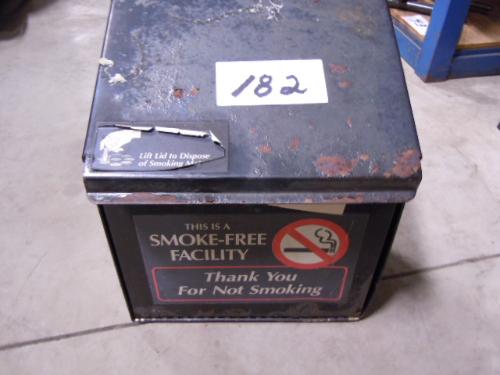 182
Lift Lid to Dispose
of Smoking
THIS IS A
SMOKE-FREE
FACILITY
Thank You
For Not Smoking